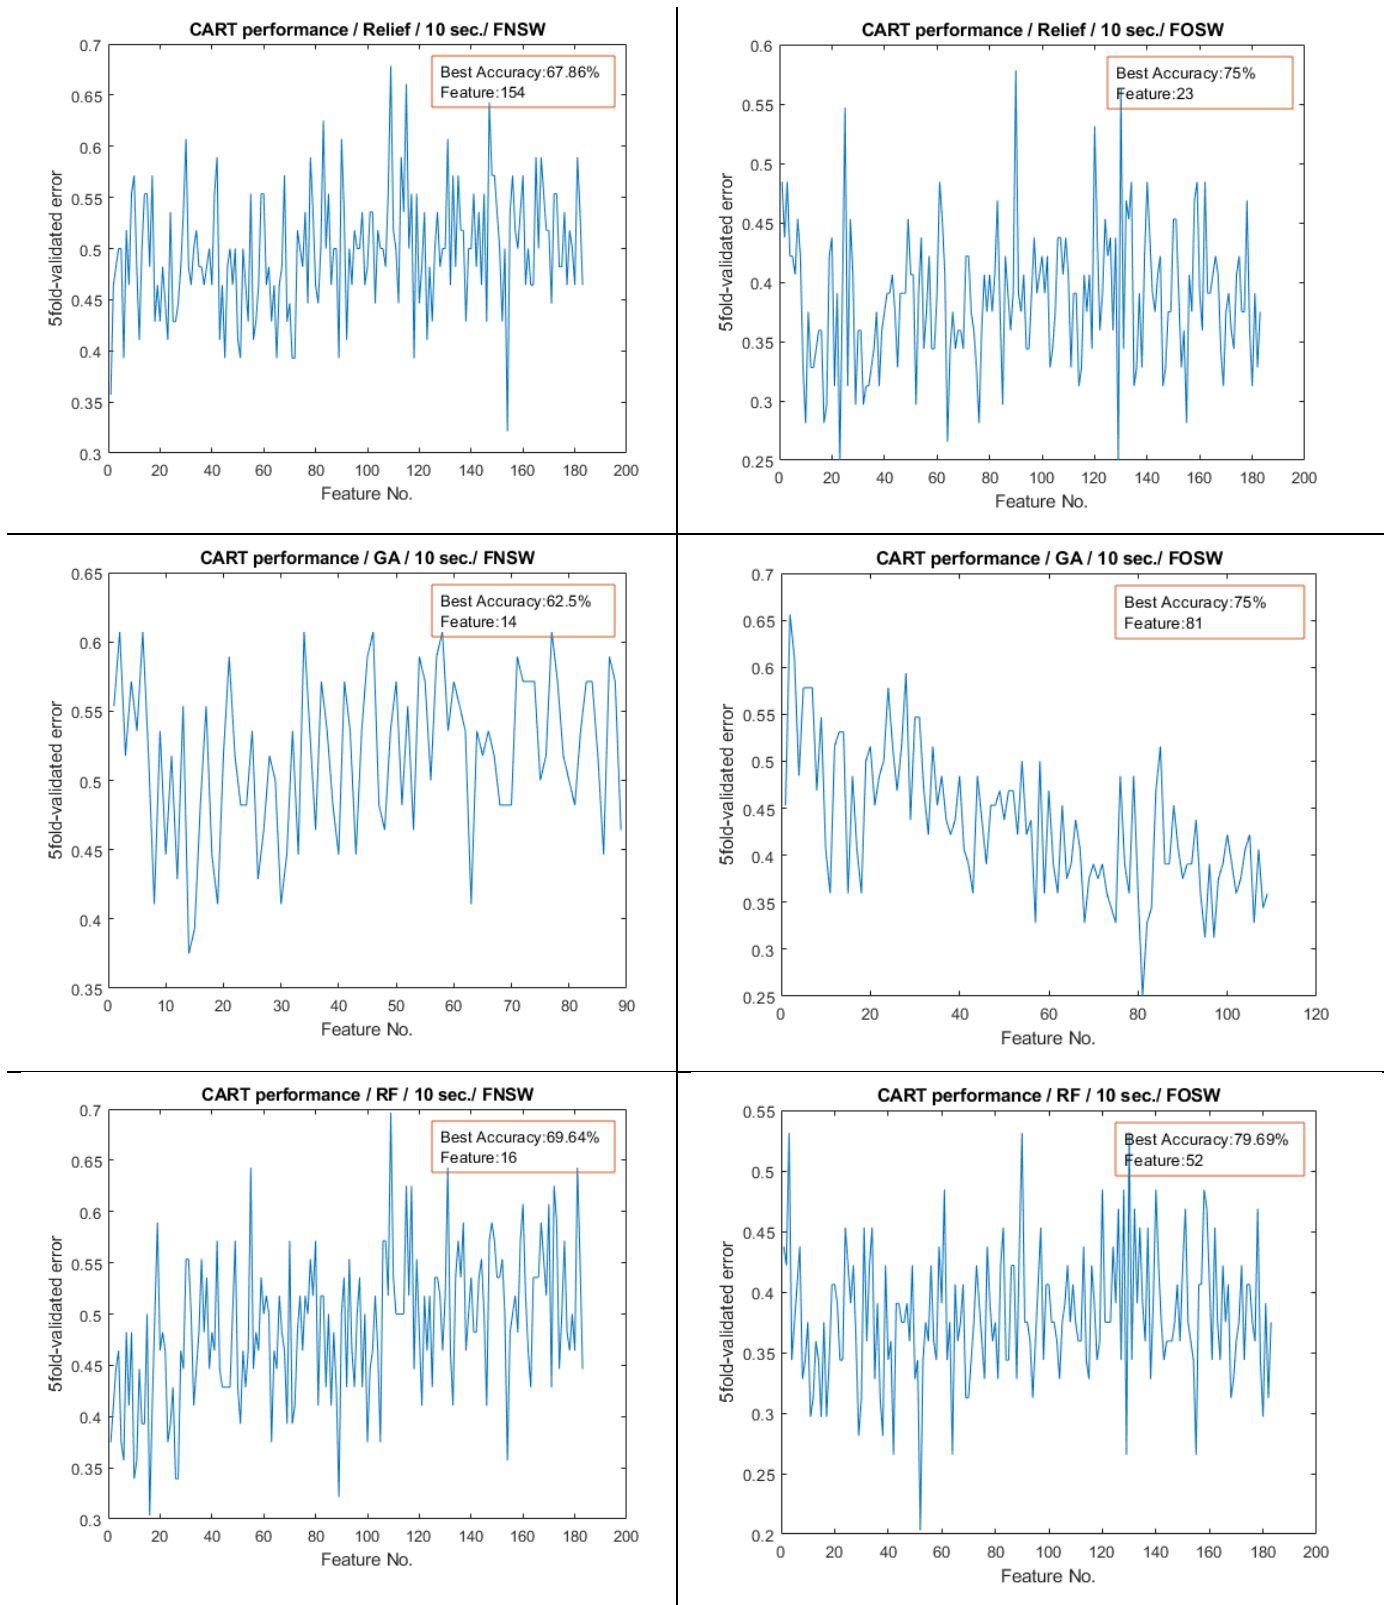 CART performance / Relief / 10 sec./ FNSW
0.7
0.65
0.6
0.55
0.5
0.45
0.4
0.35
0.3
5fold-validated error
Best Accuracy:67.86%
Feature:154
0 20 40 60 80 100 120 140 160 180 200
Feature No.
CART performance / Relief / 10 sec./ FOSW
0.6
0.55
0.5
0.45
0.4
0.35
0.3
0.25
5fold-validated error
Best Accuracy:75%
Feature:23
0 20 40 60 80 100 120 140 160 180 200
Feature No.
CART performance / GA / 10 sec./ FNSW
0.65
0.6
0.55
0.5
0.45
0.4
0.35
5fold-validated error
Best Accuracy:62.5%
Feature:14
0 10 20 30 40 50 60 70 80 90
Feature No.
CART performance / GA / 10 sec./ FOSW
0.7
0.65
0.6
0.55
0.5
0.45
0.4
0.35
0.3
0.25
5fold-validated error
Best Accuracy:75%
Feature:81
0 20 40 60 80 100 120
Feature No.
CART performance / RF / 10 sec./ FNSW
0.7
0.65
0.6
0.55
0.5
0.45
0.4
0.35
0.3
5fold-validated error
Best Accuracy:69.64%
Feature:16
0 20 40 60 80 100 120 140 160 180 200
Feature No.
CART performance / RF / 10 sec./ FOSW
0.55
0.5
0.45
0.4
0.35
0.3
0.25
0.2
5fold-validated error
Best Accuracy:79.69%
Feature:52
0 20 40 60 80 100 120 140 160 180 200
Feature No.